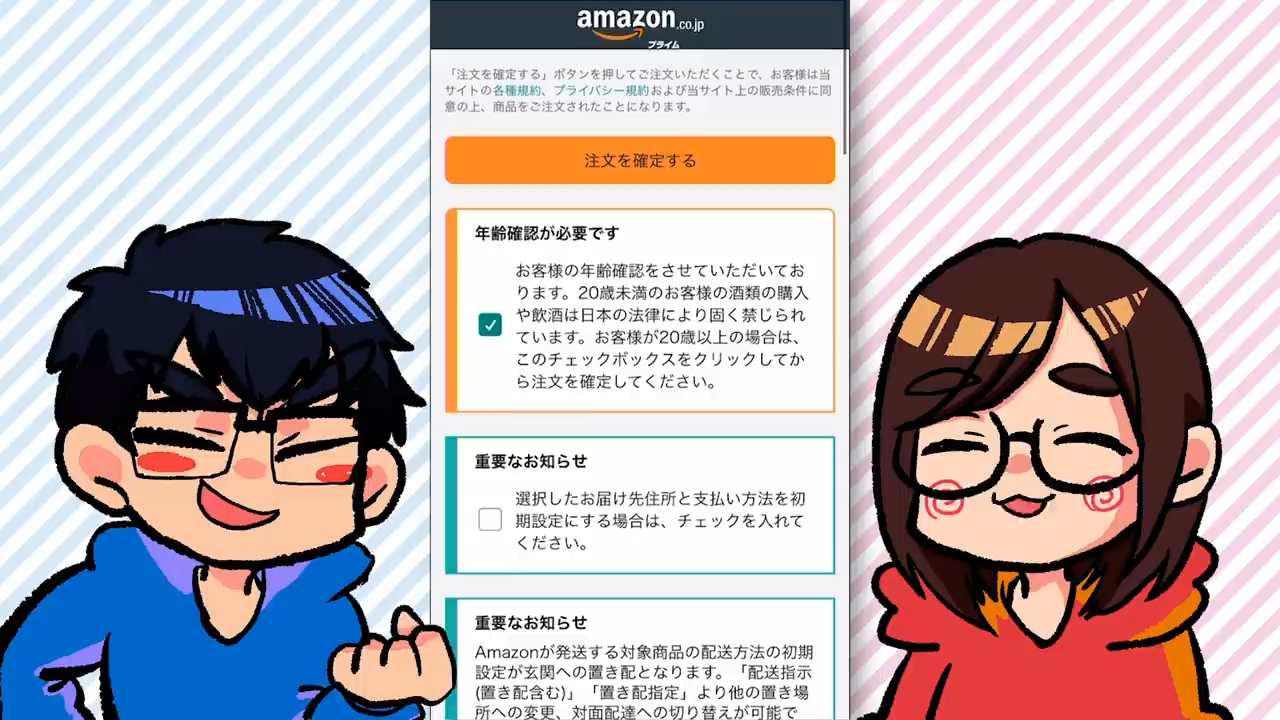 amazon.co.jp
プライム
「注文を確定する」ボタンを押してご注文いただくことで、お客様は当
サイトの各種規約、プライバシー規約および当サイト上の販売条件に同
意の上、商品をご注文されたことになります。
注文を確定する
年齢確認が必要です
お客様の年齢確認をさせていただいてお
ります。20歳未満のお客様の酒類の購入
や飲酒は日本の法律により固く禁じられ
ています。お客様が20歳以上の場合は、
このチェックボックスをクリックしてか
ら注文を確定してください。
重要なお知らせ
選択したお届け先住所と支払い方法を初
期設定にする場合は、チェックを入れて
ください。
重要なお知らせ
Amazonが発送する対象商品の配送方法の初期
設定が玄関への置き配となります。「配送指示
(置き配含む)」「置き配指定」より他の置き場
所への変更、対面配達への切り替えが可能で